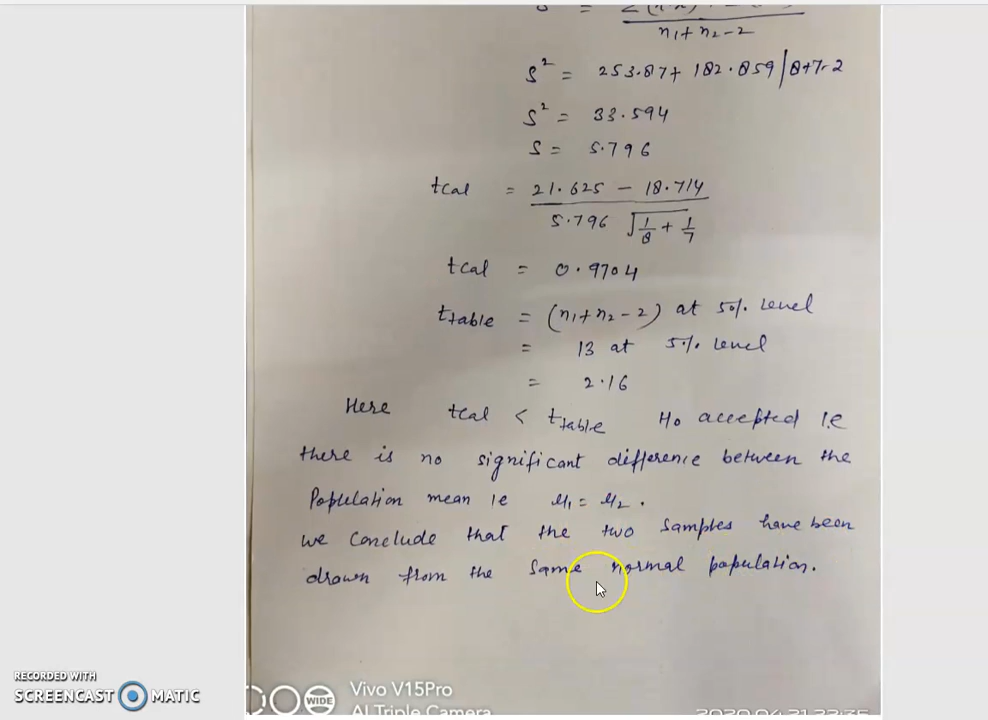 n₁+n₂-2
S² = 253.87+ 182.859/8+7-2
S² = 33.594
S = 5.796
tcal = 21.625 - 18.714
5.796 √1/8 + 1/7
tcal = 0.9704
ttable = (n₁+n₂-2) at 5% level
= 13 at 5% level
= 2.16
Here tcal < ttable H₀ accepted i.e
there is no significant difference between the
Population mean ie μ₁ = μ₂.
we conclude that the two samples have been
drawn from the same normal population.
RECORDED WITH
SCREENCAST MATIC
WIDE
Vivo V15Pro
AI Triple Camera